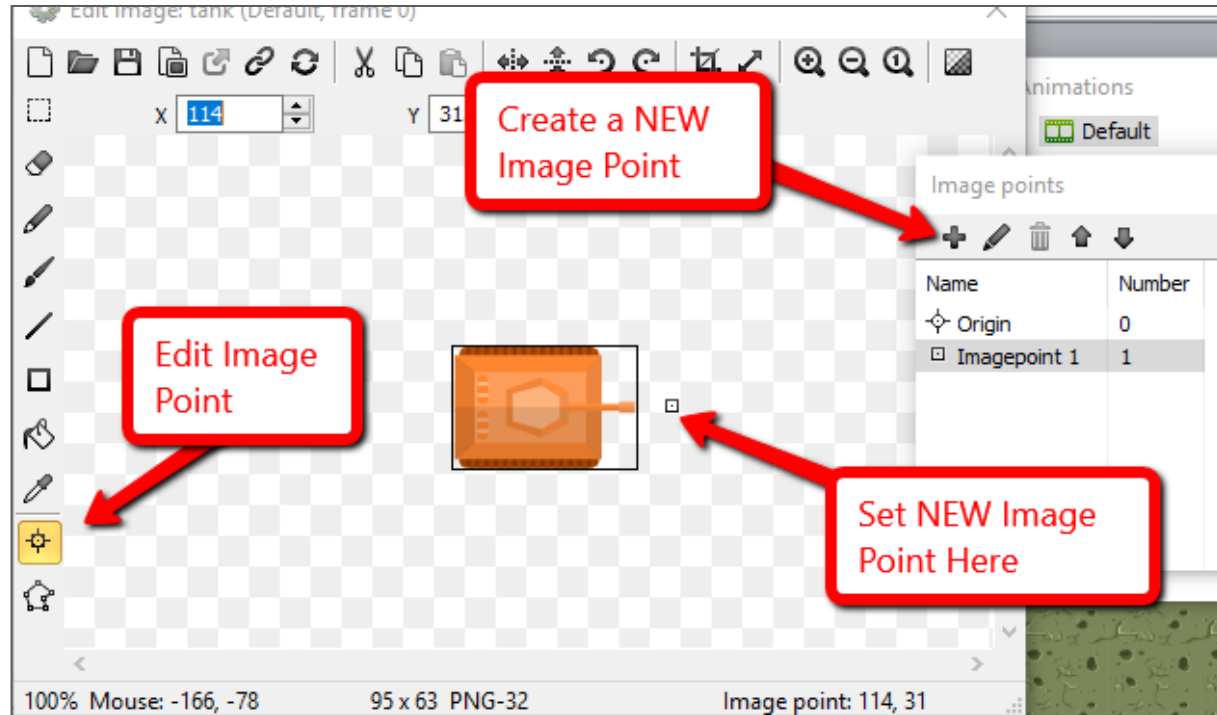 Edit Image: tank (Default, frame 0)
X 114 Y 31
Create a NEW
Image Point
Animations
Default
Image points
Name Number
Origin 0
Imagepoint 1 1
Edit Image
Point
Set NEW Image
Point Here
100% Mouse: -166, -78 95 x 63 PNG-32 Image point: 114, 31